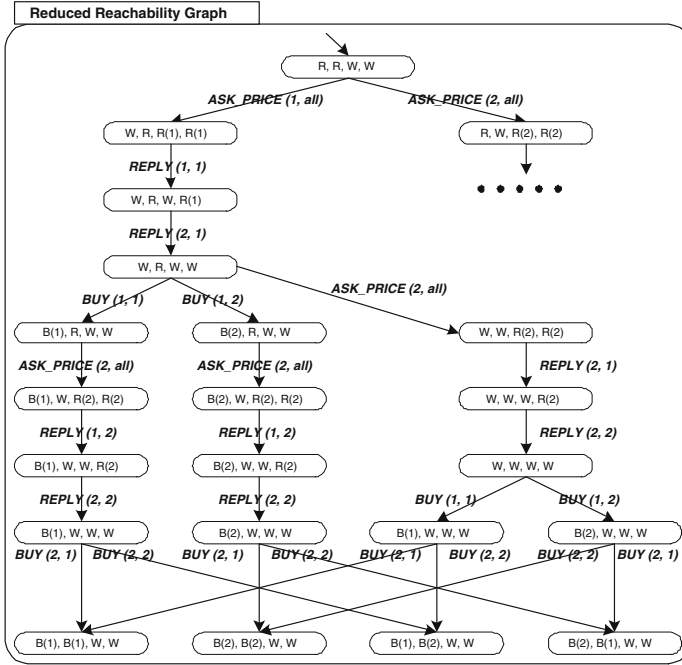 Reduced Reachability Graph
R, R, W, W
ASK_PRICE (1, all)
ASK_PRICE (2, all)
W, R, R(1), R(1)
R, W, R(2), R(2)
REPLY (1, 1)
W, R, W, R(1)
REPLY (2, 1)
W, R, W, W
BUY (1, 1)
BUY (1, 2)
ASK_PRICE (2, all)
B(1), R, W, W
B(2), R, W, W
W, W, R(2), R(2)
ASK_PRICE (2, all)
ASK_PRICE (2, all)
REPLY (2, 1)
B(1), W, R(2), R(2)
B(2), W, R(2), R(2)
W, W, W, R(2)
REPLY (1, 2)
REPLY (1, 2)
REPLY (2, 2)
B(1), W, W, R(2)
B(2), W, W, R(2)
W, W, W, W
REPLY (2, 2)
REPLY (2, 2)
BUY (1, 1)
BUY (1, 2)
B(1), W, W, W
B(2), W, W, W
B(1), W, W, W
B(2), W, W, W
BUY (2, 1)
BUY (2, 2)
BUY (2, 1)
BUY (2, 2)
BUY (2, 1)
BUY (2, 2)
BUY (2, 2)
BUY (2, 1)
B(1), B(1), W, W
B(2), B(2), W, W
B(1), B(2), W, W
B(2), B(1), W, W